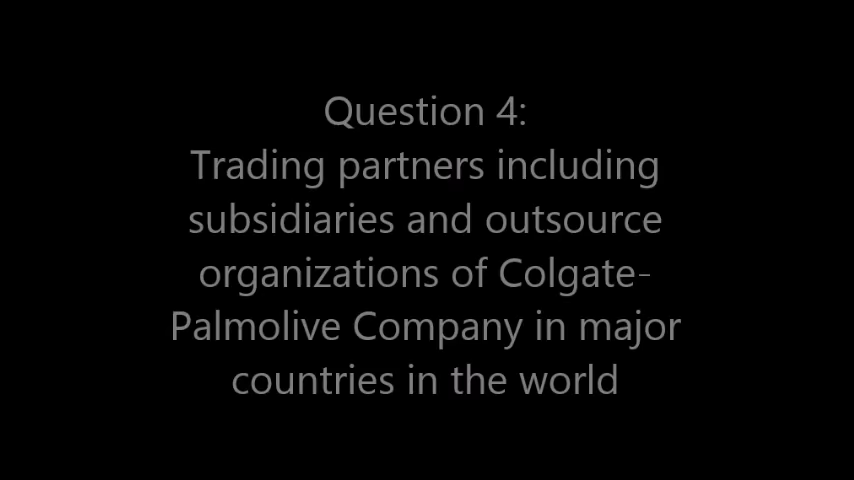 Question 4:
Trading partners including
subsidiaries and outsource
organizations of Colgate-
Palmolive Company in major
countries in the world